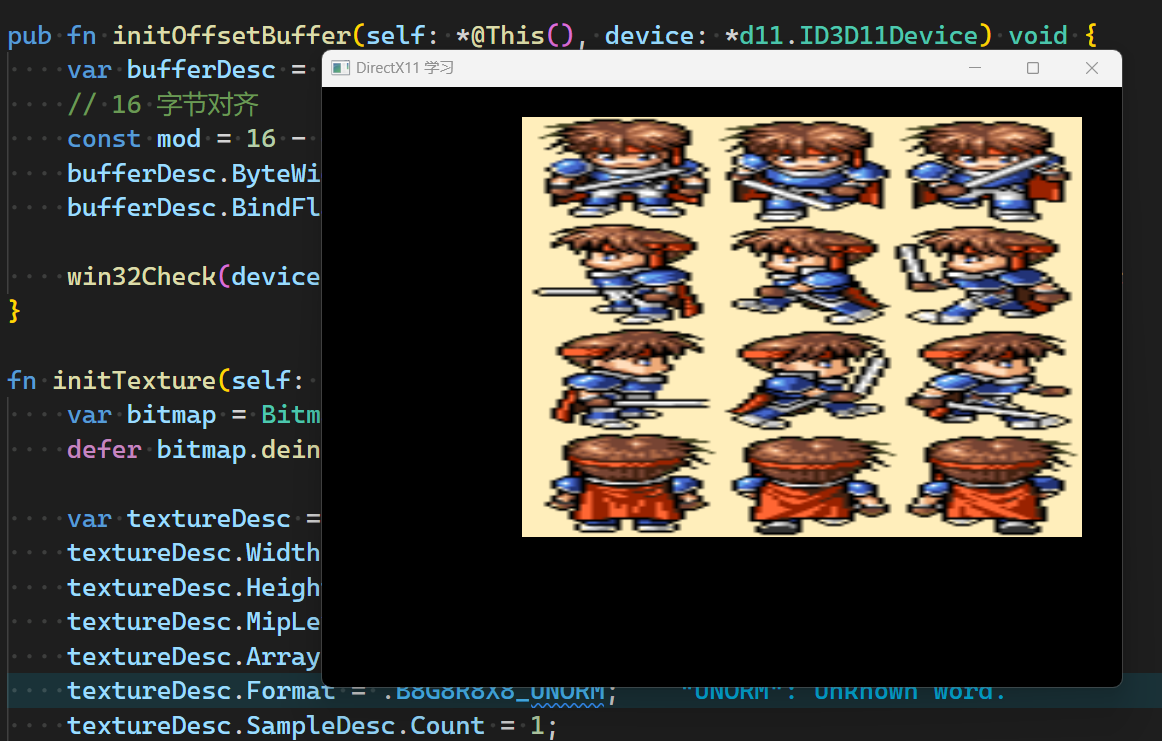 pub fn initOffsetBuffer(self: *@This(), device: *d11.ID3D11Device) void {
var bufferDesc =
DirectX11 学习
// 16 字节对齐
const mod = 16 -
bufferDesc.ByteWi
bufferDesc.BindFl
win32Check(device
}
fn initTexture(self:
var bitmap = Bitm
defer bitmap.dein
var textureDesc =
textureDesc.Width
textureDesc.Heigh
textureDesc.MipLe
textureDesc.Array
textureDesc.Format = .B8G8R8X8_UNORM; "UNORM": Unknown word.
textureDesc.SampleDesc.Count = 1;